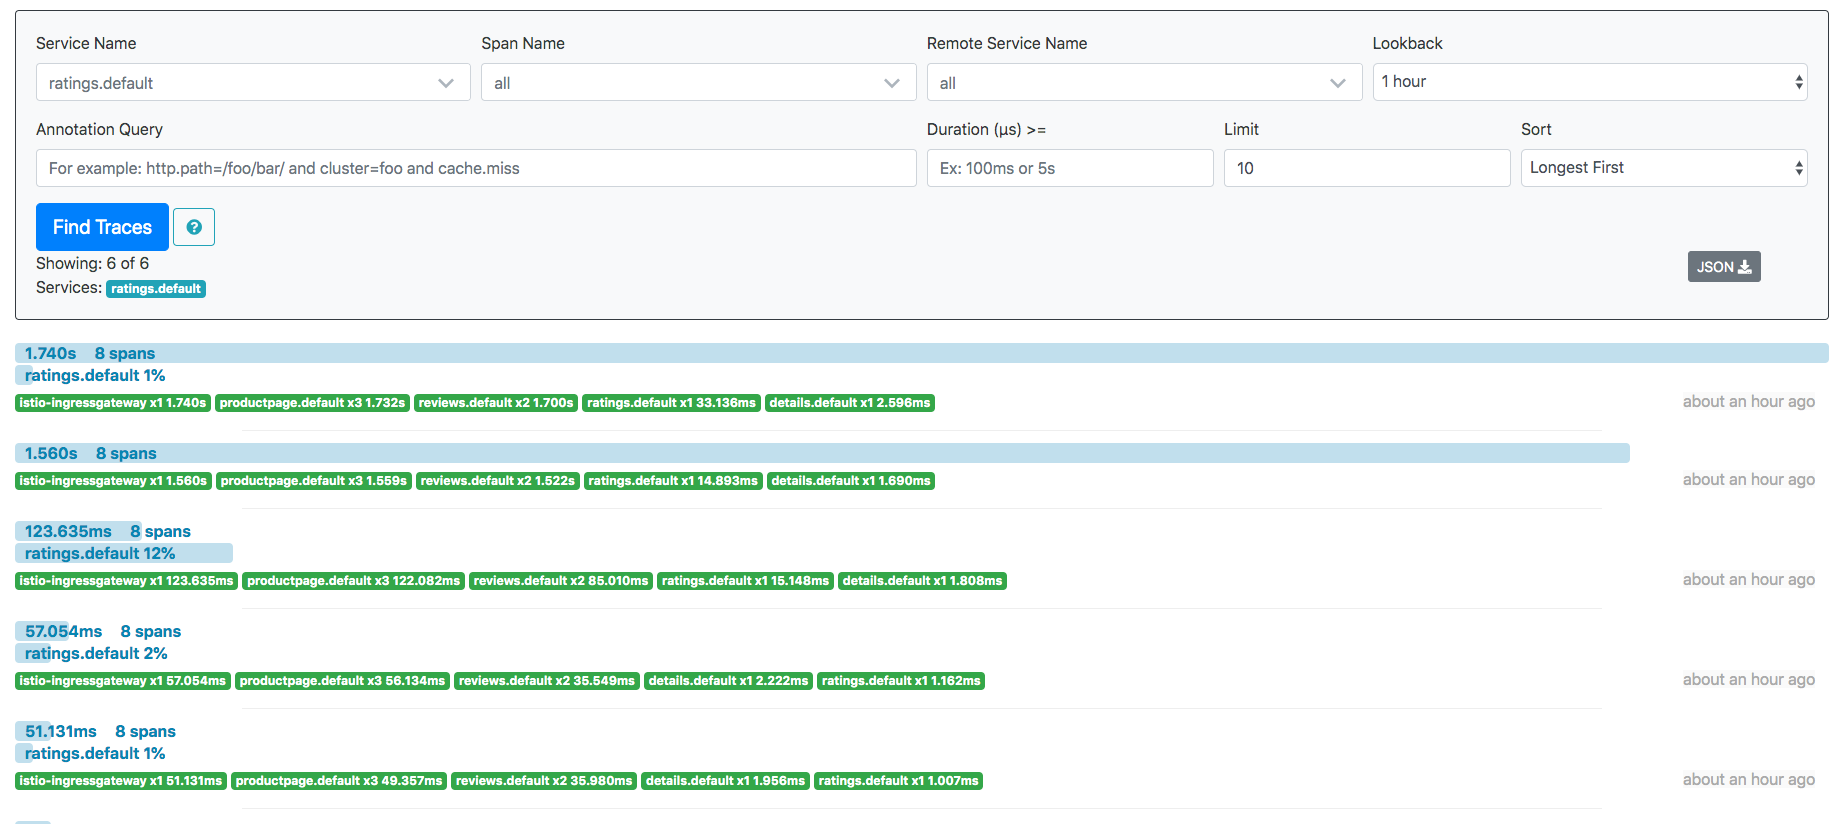 Service Name Span Name Remote Service Name Lookback
ratings.default all all 1 hour
Annotation Query Duration (μs) >= Limit Sort
For example: http.path=/foo/bar/ and cluster=foo and cache.miss Ex: 100ms or 5s 10 Longest First
Find Traces ?
Showing: 6 of 6
Services: ratings.default
JSON
1.740s 8 spans
ratings.default 1%
istio-ingressgateway x1 1.740s productpage.default x3 1.732s reviews.default x2 1.700s ratings.default x1 33.136ms details.default x1 2.596ms about an hour ago
1.560s 8 spans
istio-ingressgateway x1 1.560s productpage.default x3 1.559s reviews.default x2 1.522s ratings.default x1 14.893ms details.default x1 1.690ms about an hour ago
123.635ms 8 spans
ratings.default 12%
istio-ingressgateway x1 123.635ms productpage.default x3 122.082ms reviews.default x2 85.010ms ratings.default x1 15.148ms details.default x1 1.808ms about an hour ago
57.054ms 8 spans
ratings.default 2%
istio-ingressgateway x1 57.054ms productpage.default x3 56.134ms reviews.default x2 35.549ms details.default x1 2.222ms ratings.default x1 1.162ms about an hour ago
51.131ms 8 spans
ratings.default 1%
istio-ingressgateway x1 51.131ms productpage.default x3 49.357ms reviews.default x2 35.980ms details.default x1 1.956ms ratings.default x1 1.007ms about an hour ago